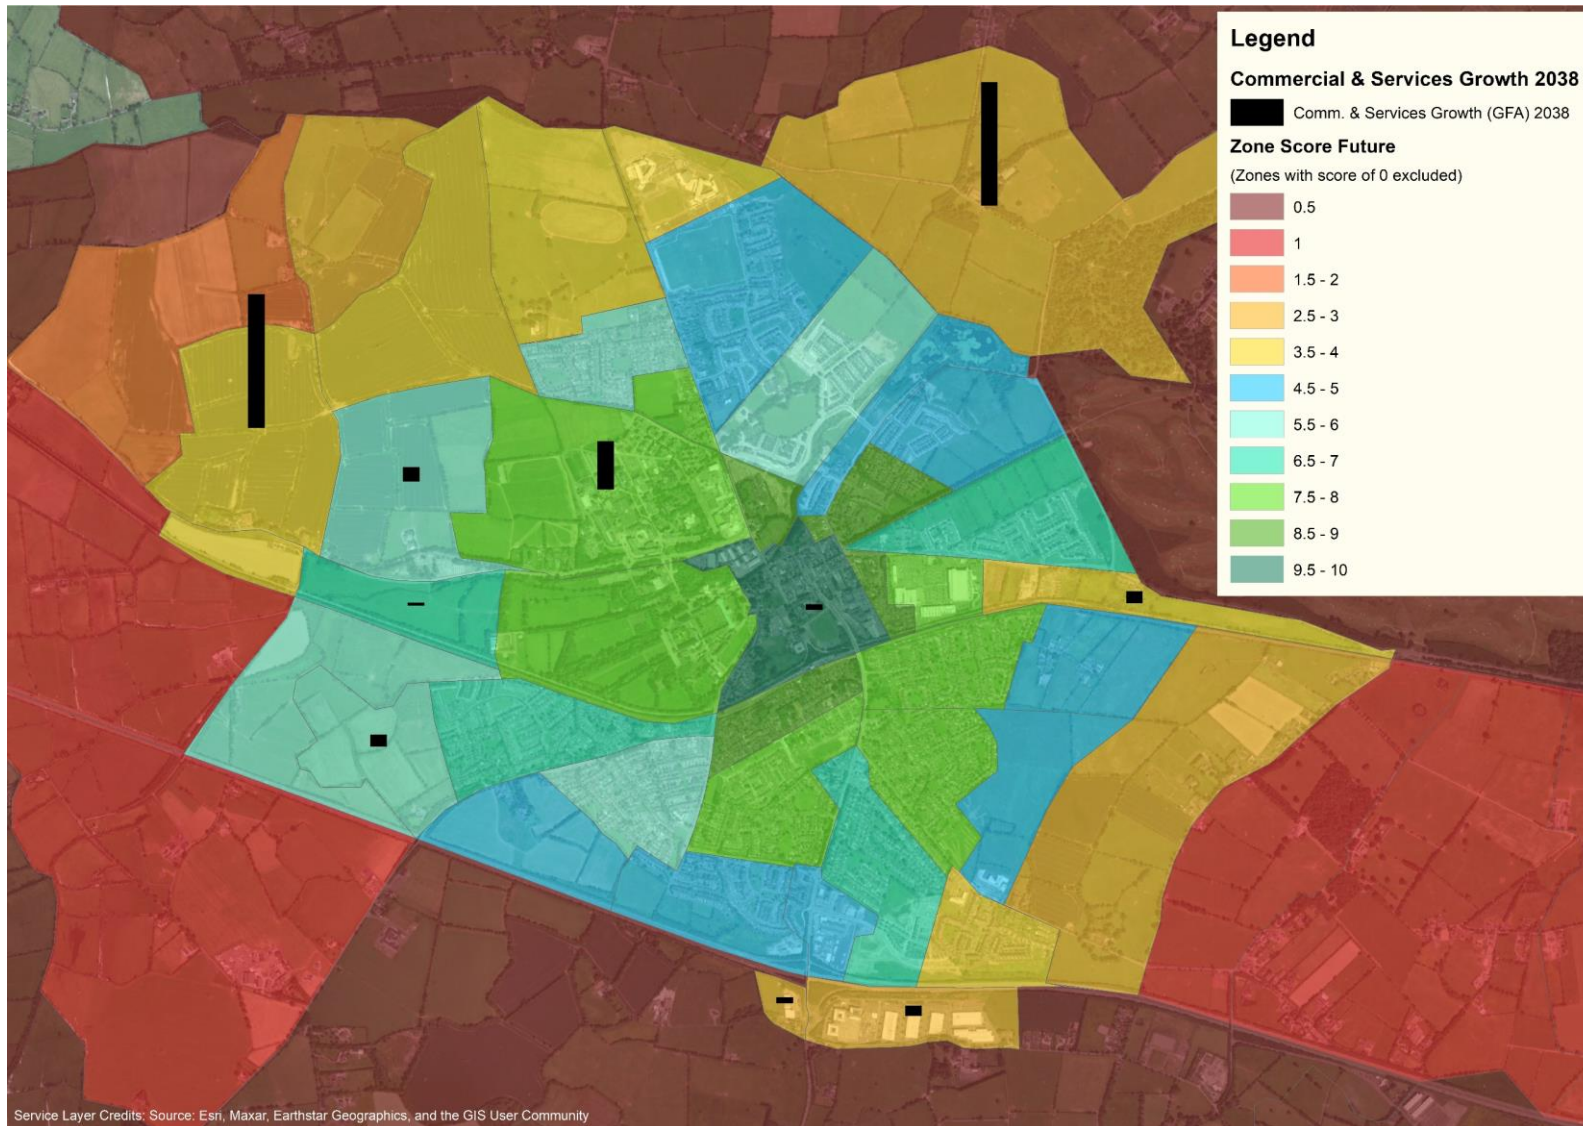 Legend
Commercial & Services Growth 2038
Comm. & Services Growth (GFA) 2038
Zone Score Future
(Zones with score of 0 excluded)
0.5
1
1.5 - 2
2.5 - 3
3.5 - 4
4.5 - 5
5.5 - 6
6.5 - 7
7.5 - 8
8.5 - 9
9.5 - 10
Service Layer Credits: Source: Esri, Maxar, Earthstar Geographics, and the GIS User Community